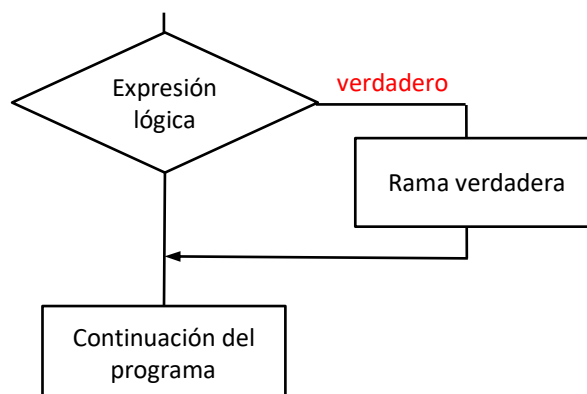 Expresión
lógica
verdadero
Rama verdadera
Continuación del
programa